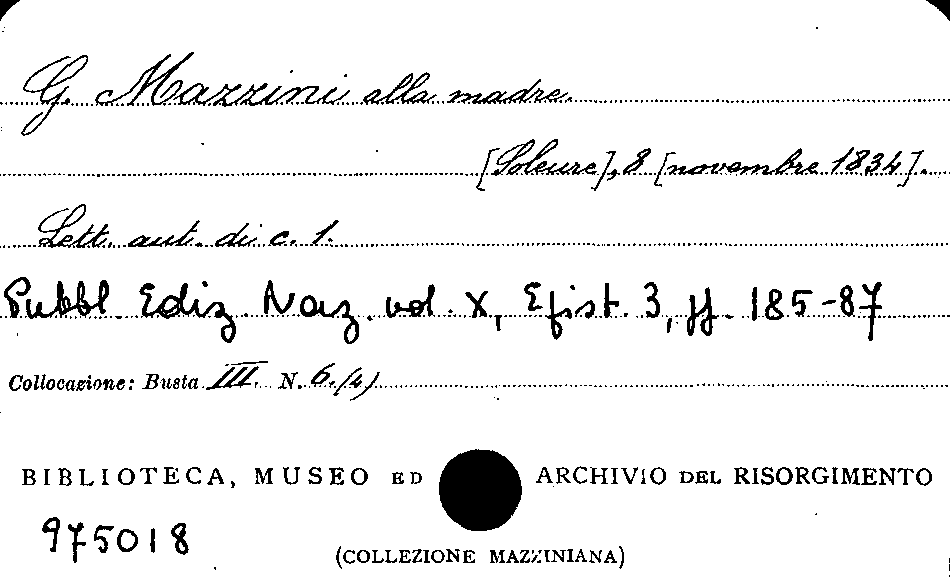 G. Mazzini alla madre.
[Soleure], 8 [novembre 1834].
Lett. aut. di c. 1.
Pubbl. Ediz. Naz. vol. X, Epist. 3, pp. 185-87
Collocazione: Busta III. N. 6. (4)
BIBLIOTECA, MUSEO ED ARCHIVIO DEL RISORGIMENTO
975018
(COLLEZIONE MAZZINIANA)